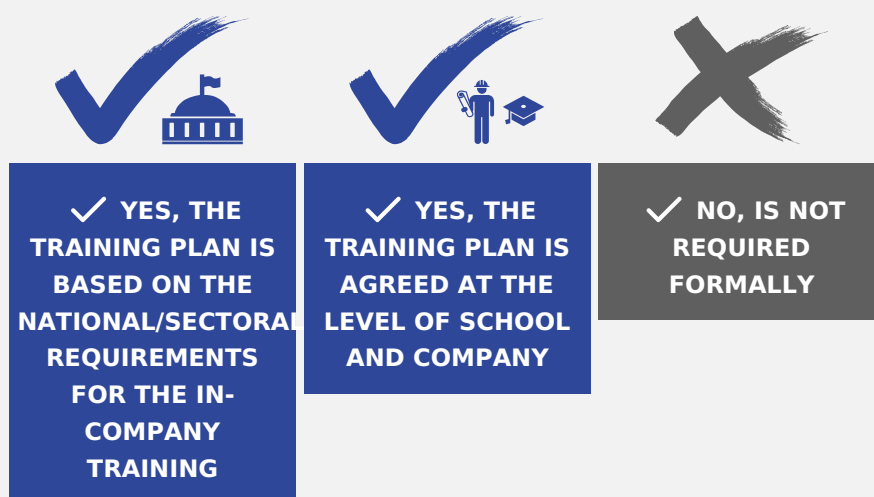 ✓ YES, THE
TRAINING PLAN IS
BASED ON THE
NATIONAL/SECTORAL
REQUIREMENTS
FOR THE IN-
COMPANY
TRAINING
✓ YES, THE
TRAINING PLAN IS
AGREED AT THE
LEVEL OF SCHOOL
AND COMPANY
✓ NO, IS NOT
REQUIRED
FORMALLY